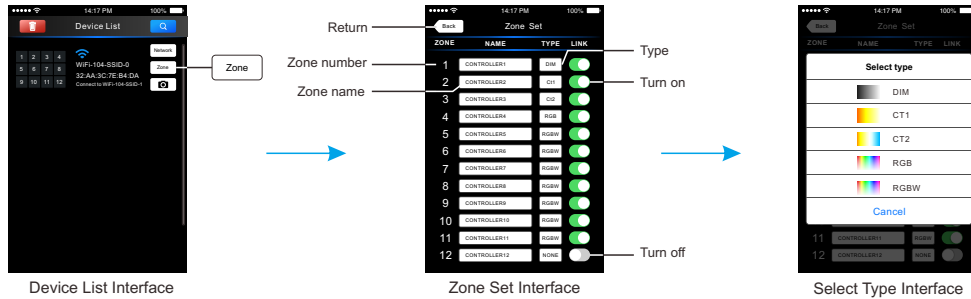 14:17 PM
100%
Device List
1 2 3 4
5 6 7 8
9 10 11 12
WiFi-104-SSID-0
32:AA:3C:7E:B4:DA
Connect to WiFi-104-SSID-1
Network
Zone
Zone
Device List Interface
Return
Zone number
Zone name
14:17 PM
100%
Back
Zone Set
ZONE NAME TYPE LINK
1 CONTROLLER1 DIM
2 CONTROLLER2 Ct1
3 CONTROLLER3 Ct2
4 CONTROLLER4 RGB
5 CONTROLLER5 RGBW
6 CONTROLLER6 RGBW
7 CONTROLLER7 RGBW
8 CONTROLLER8 RGBW
9 CONTROLLER9 RGBW
10 CONTROLLER10 RGBW
11 CONTROLLER11 RGBW
12 CONTROLLER12 NONE
Type
Turn on
Turn off
Zone Set Interface
14:17 PM
100%
Back
Zone Set
ZONE NAME TYPE LINK
Select type
DIM
CT1
CT2
RGB
RGBW
Cancel
11 CONTROLLER11 RGBW
12 CONTROLLER12 NONE
Select Type Interface